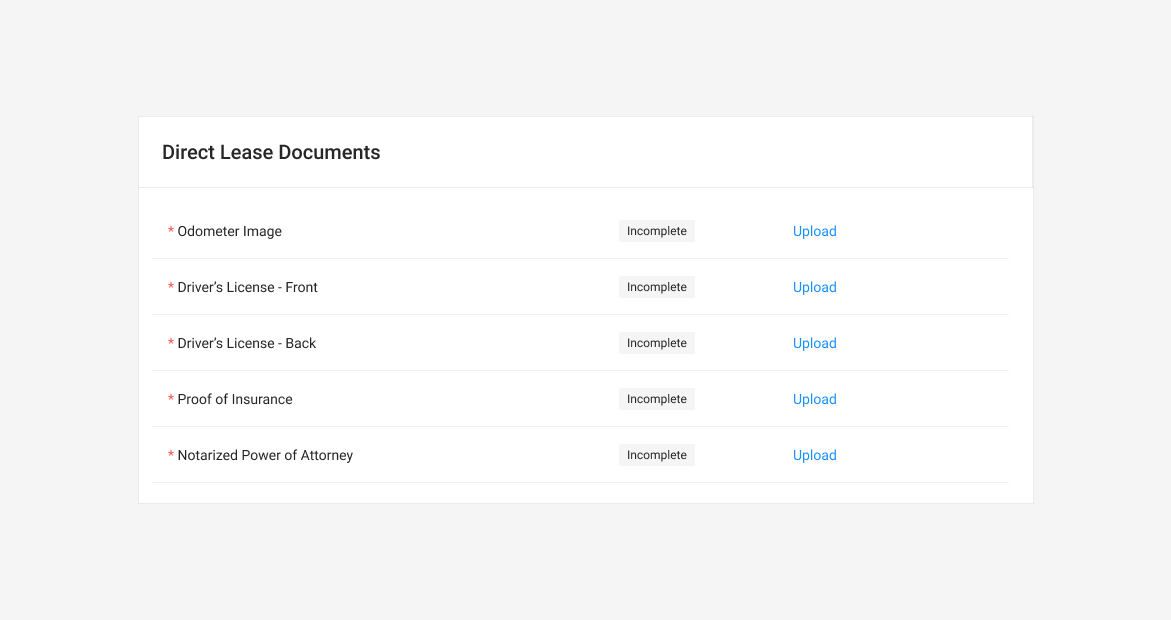 Direct Lease Documents
* Odometer Image Incomplete Upload
* Driver’s License - Front Incomplete Upload
* Driver’s License - Back Incomplete Upload
* Proof of Insurance Incomplete Upload
* Notarized Power of Attorney Incomplete Upload